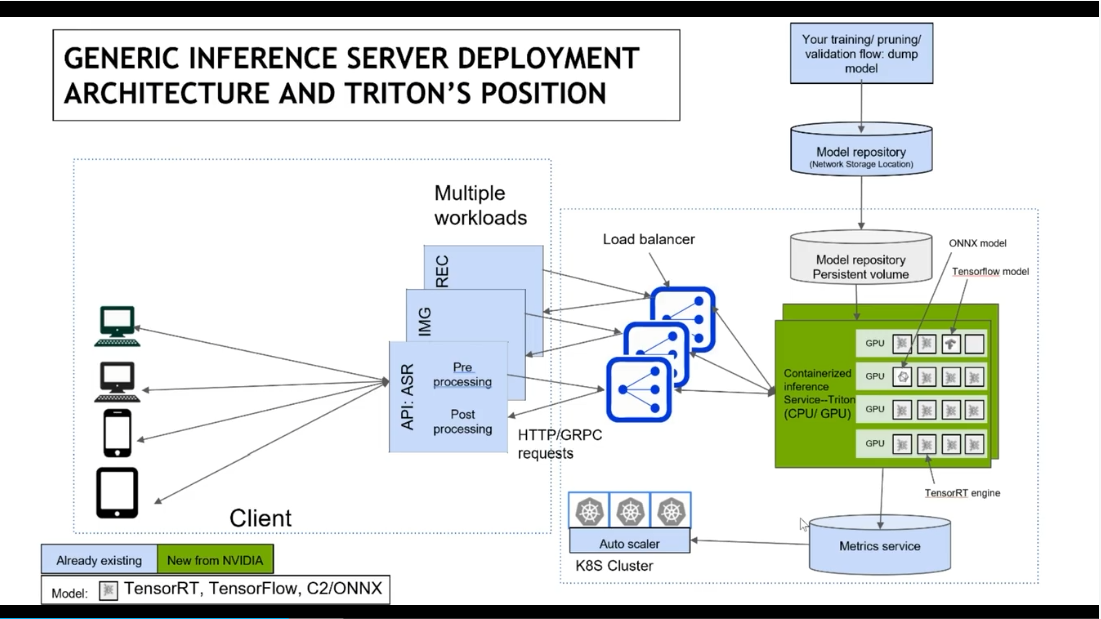 GENERIC INFERENCE SERVER DEPLOYMENT
ARCHITECTURE AND TRITON'S POSITION
Your training/ pruning/
validation flow: dump
model
Model repository
(Network Storage Location)
Model repository
Persistent volume
ONNX model
Tensorflow model
Multiple
workloads
Load balancer
REC
IMG
API: ASR
Pre
processing
Post
processing
HTTP/GRPC
requests
Containerized
inference
Service--Triton
(CPU/ GPU)
GPU
GPU
GPU
GPU
TensorRT engine
Client
Auto scaler
K8S Cluster
Metrics service
Already existing
New from NVIDIA
Model: TensorRT, TensorFlow, C2/ONNX